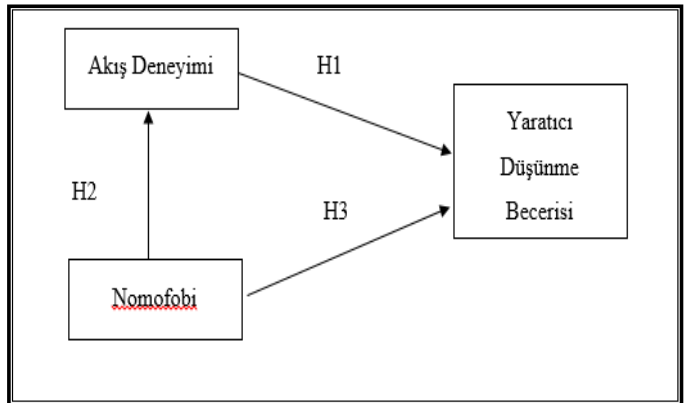 Akış Deneyimi
H1
Yaratıcı
Düşünme
Becerisi
H2
H3
Nomofobi